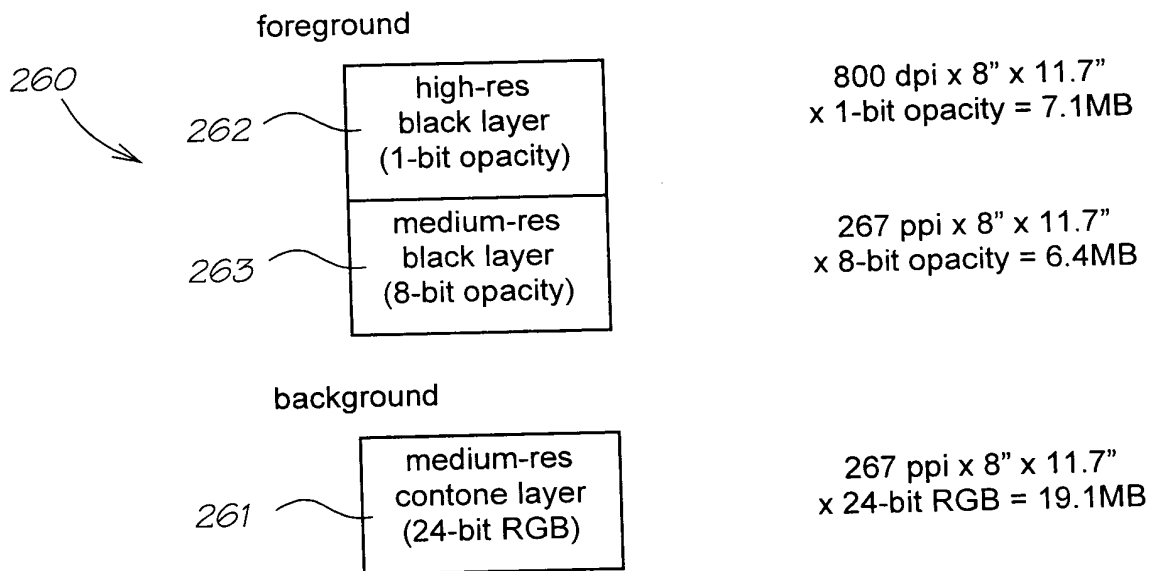 foreground
260
262
high-res
black layer
(1-bit opacity)
800 dpi x 8” x 11.7”
x 1-bit opacity = 7.1MB
263
medium-res
black layer
(8-bit opacity)
267 ppi x 8” x 11.7”
x 8-bit opacity = 6.4MB
background
261
medium-res
contone layer
(24-bit RGB)
267 ppi x 8” x 11.7”
x 24-bit RGB = 19.1MB